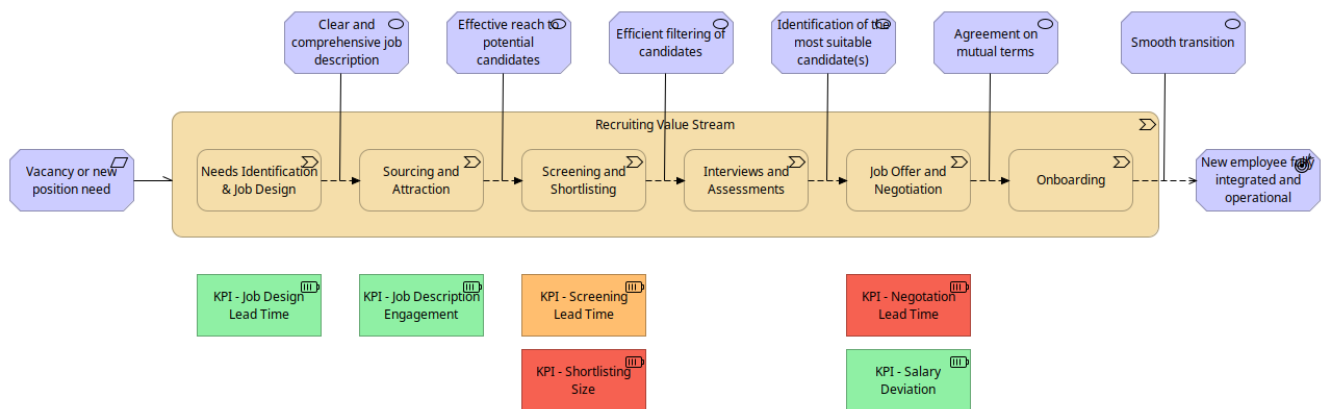 Clear and
comprehensive job
description
Effective reach to
potential
candidates
Efficient filtering of
candidates
Identification of the
most suitable
candidate(s)
Agreement on
mutual terms
Smooth transition
Recruiting Value Stream
Vacancy or new
position need
Needs Identification
& Job Design
Sourcing and
Attraction
Screening and
Shortlisting
Interviews and
Assessments
Job Offer and
Negotiation
Onboarding
New employee fully
integrated and
operational
KPI - Job Design
Lead Time
KPI - Job Description
Engagement
KPI - Screening
Lead Time
KPI - Negotation
Lead Time
KPI - Shortlisting
Size
KPI - Salary
Deviation